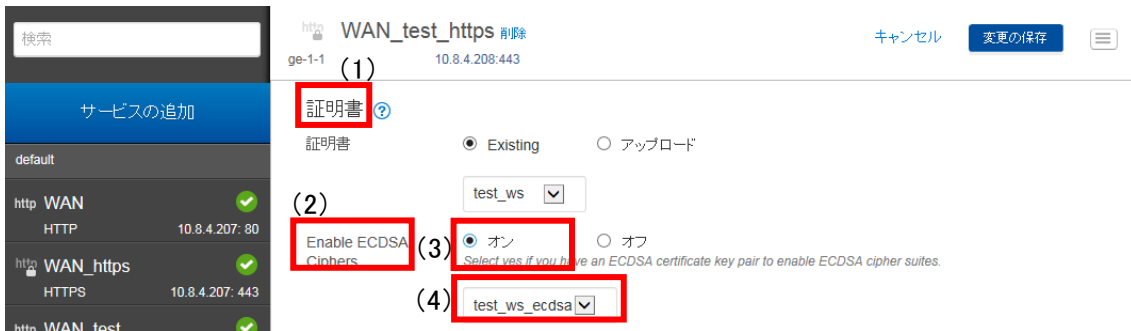 検索
サービスの追加
default
http WAN
HTTP 10.8.4.207: 80
http WAN_https
HTTPS 10.8.4.207: 443
http WAN_test
http WAN_test_https 削除
ge-1-1 10.8.4.208:443
キャンセル
変更の保存
(1)
証明書 ?
証明書
Existing
アップロード
test_ws
(2)
Enable ECDSA Ciphers
(3)
オン
オフ
Select yes if you have an ECDSA certificate key pair to enable ECDSA cipher suites.
(4)
test_ws_ecdsa